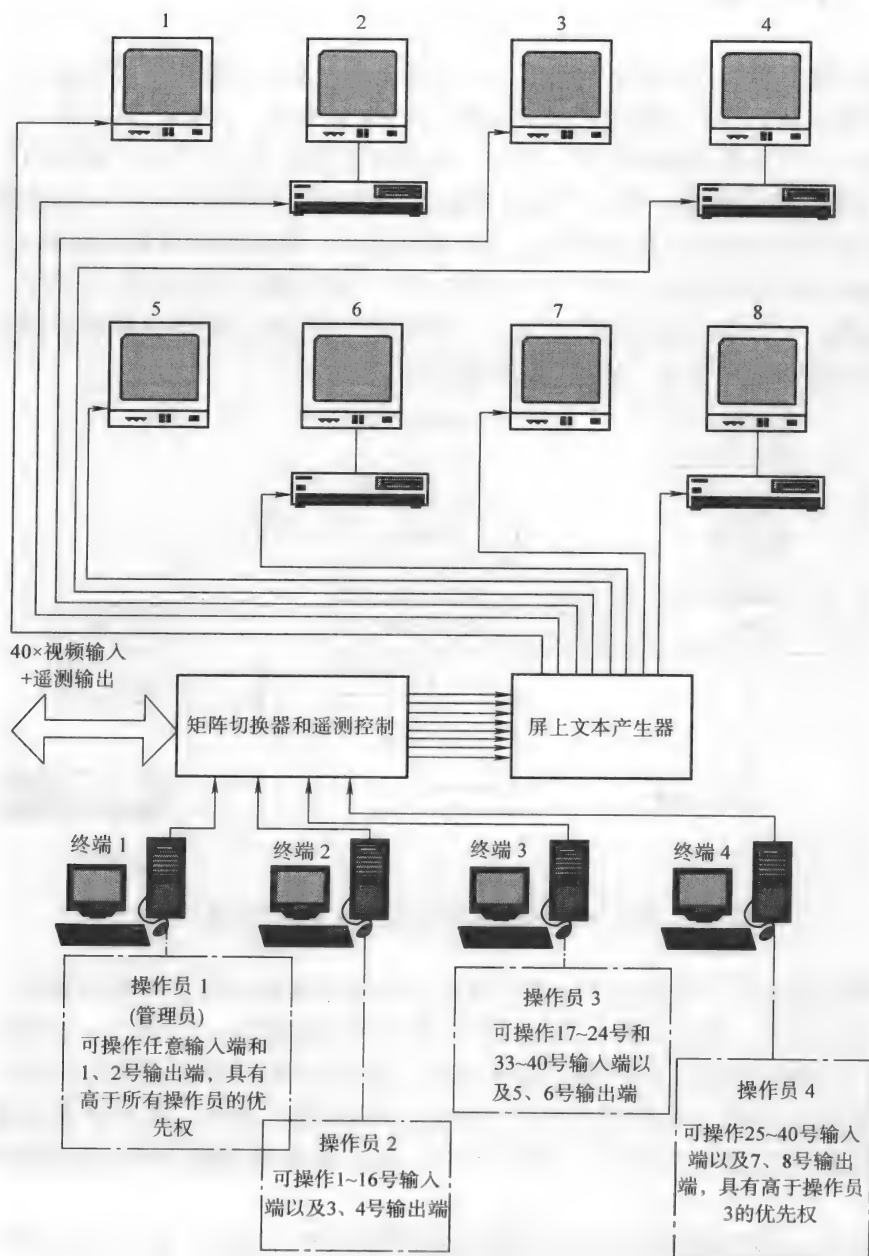 1
2
3
4
5
6
7
8
40×视频输入
+遥测输出
矩阵切换器和遥测控制
屏上文本产生器
终端1
终端2
终端3
终端4
操作员 1
(管理员)
可操作任意输入端和
1、2号输出端，具有
高于所有操作员的优
先权
操作员 2
可操作1~16号输入
端以及3、4号输出端
操作员 3
可操作17~24号和
33~40号输入端以
及5、6号输出端
操作员 4
可操作25~40号输入
端以及7、8号输出
端，具有高于操作员
3的优先权